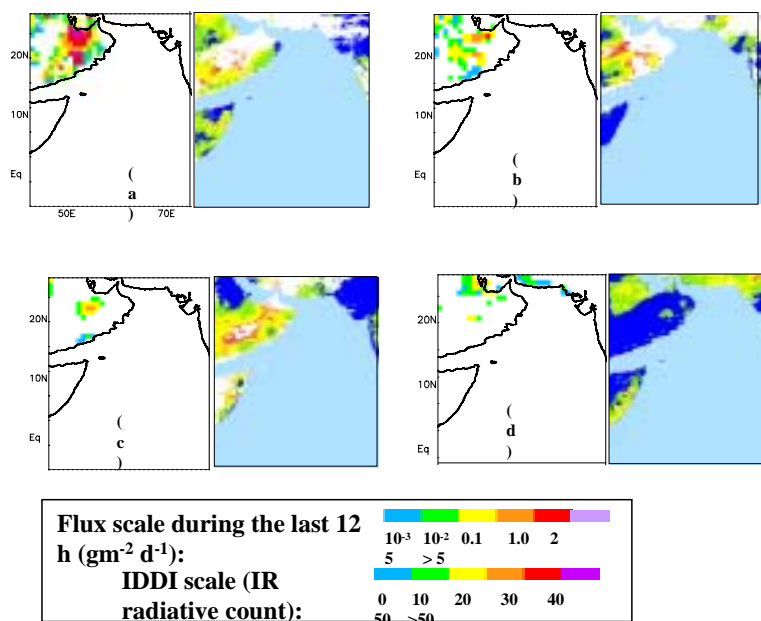 20N
10N
Eq
50E
70E
( a )
20N
10N
Eq
( b )
20N
10N
Eq
( c )
20N
10N
Eq
( d )
Flux scale during the last 12
h (gm⁻² d⁻¹):
10⁻³ 10⁻² 0.1 1.0 2
5 > 5
IDDI scale (IR
radiative count):
0 10 20 30 40
50 >50